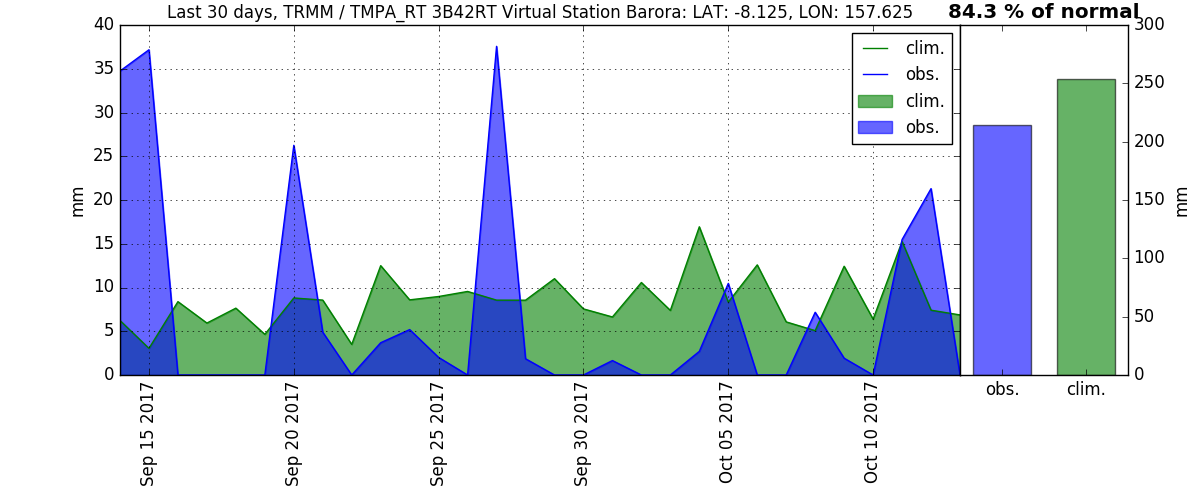 Last 30 days, TRMM / TMPA_RT 3B42RT Virtual Station Barora: LAT: -8.125, LON: 157.625
84.3 % of normal
40
35
30
25
20
15
10
5
0
mm
clim.
obs.
clim.
obs.
300
250
200
150
100
50
0
mm
Sep 15 2017
Sep 20 2017
Sep 25 2017
Sep 30 2017
Oct 05 2017
Oct 10 2017
obs.
clim.